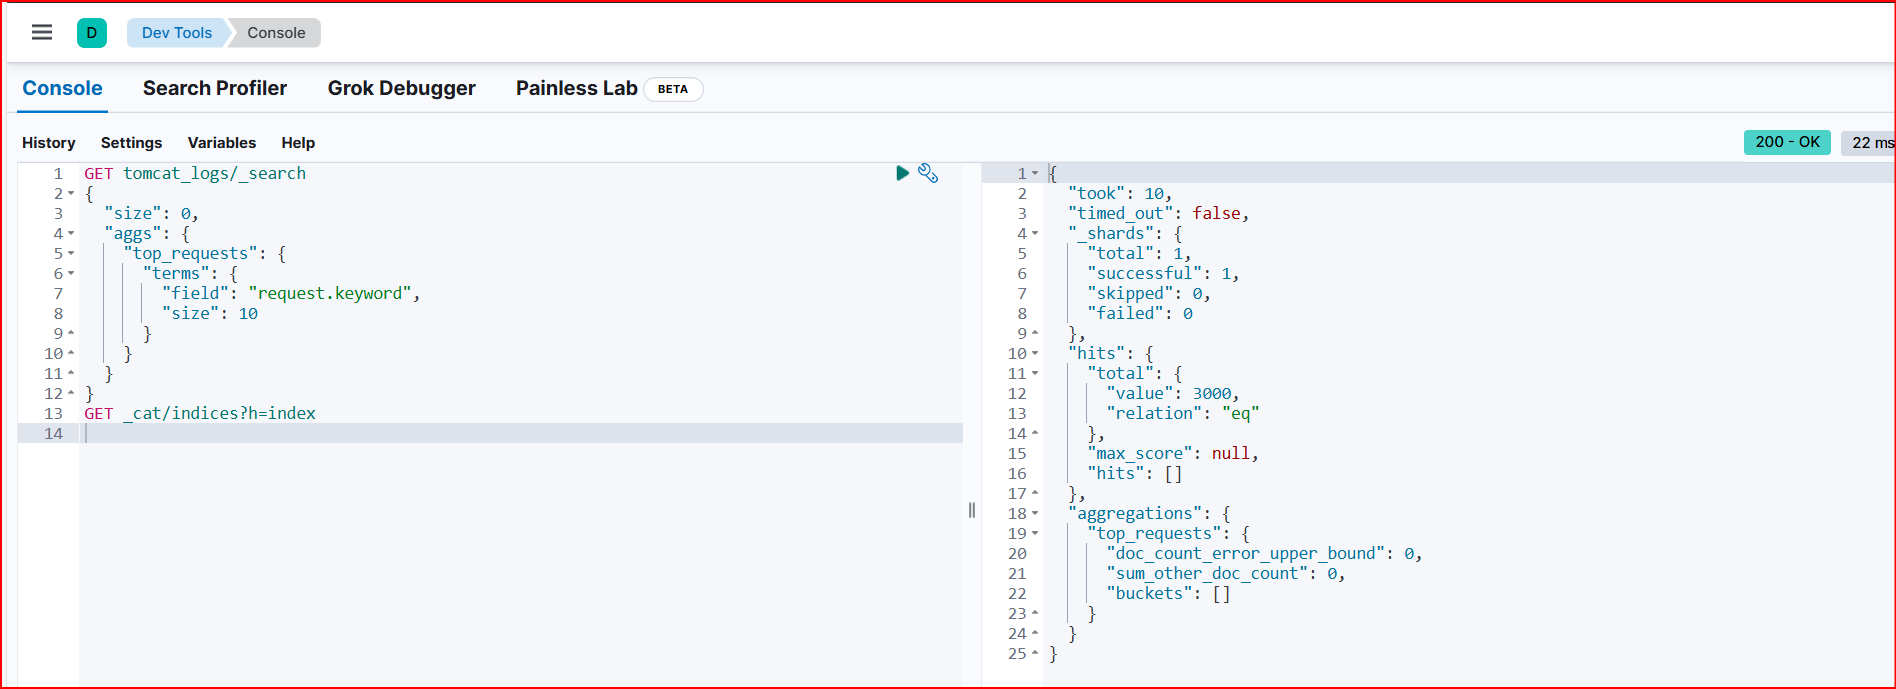 D Dev Tools Console
Console Search Profiler Grok Debugger Painless Lab BETA
History Settings Variables Help 200 - OK 22 ms
1 GET tomcat_logs/_search
2 {
3   "size": 0,
4   "aggs": {
5     "top_requests": {
6       "terms": {
7         "field": "request.keyword",
8         "size": 10
9       }
10     }
11   }
12 }
13 GET _cat/indices?h=index
14
1 {
2   "took": 10,
3   "timed_out": false,
4   "_shards": {
5     "total": 1,
6     "successful": 1,
7     "skipped": 0,
8     "failed": 0
9   },
10   "hits": {
11     "total": {
12       "value": 3000,
13       "relation": "eq"
14     },
15     "max_score": null,
16     "hits": []
17   },
18   "aggregations": {
19     "top_requests": {
20       "doc_count_error_upper_bound": 0,
21       "sum_other_doc_count": 0,
22       "buckets": []
23     }
24   }
25 }